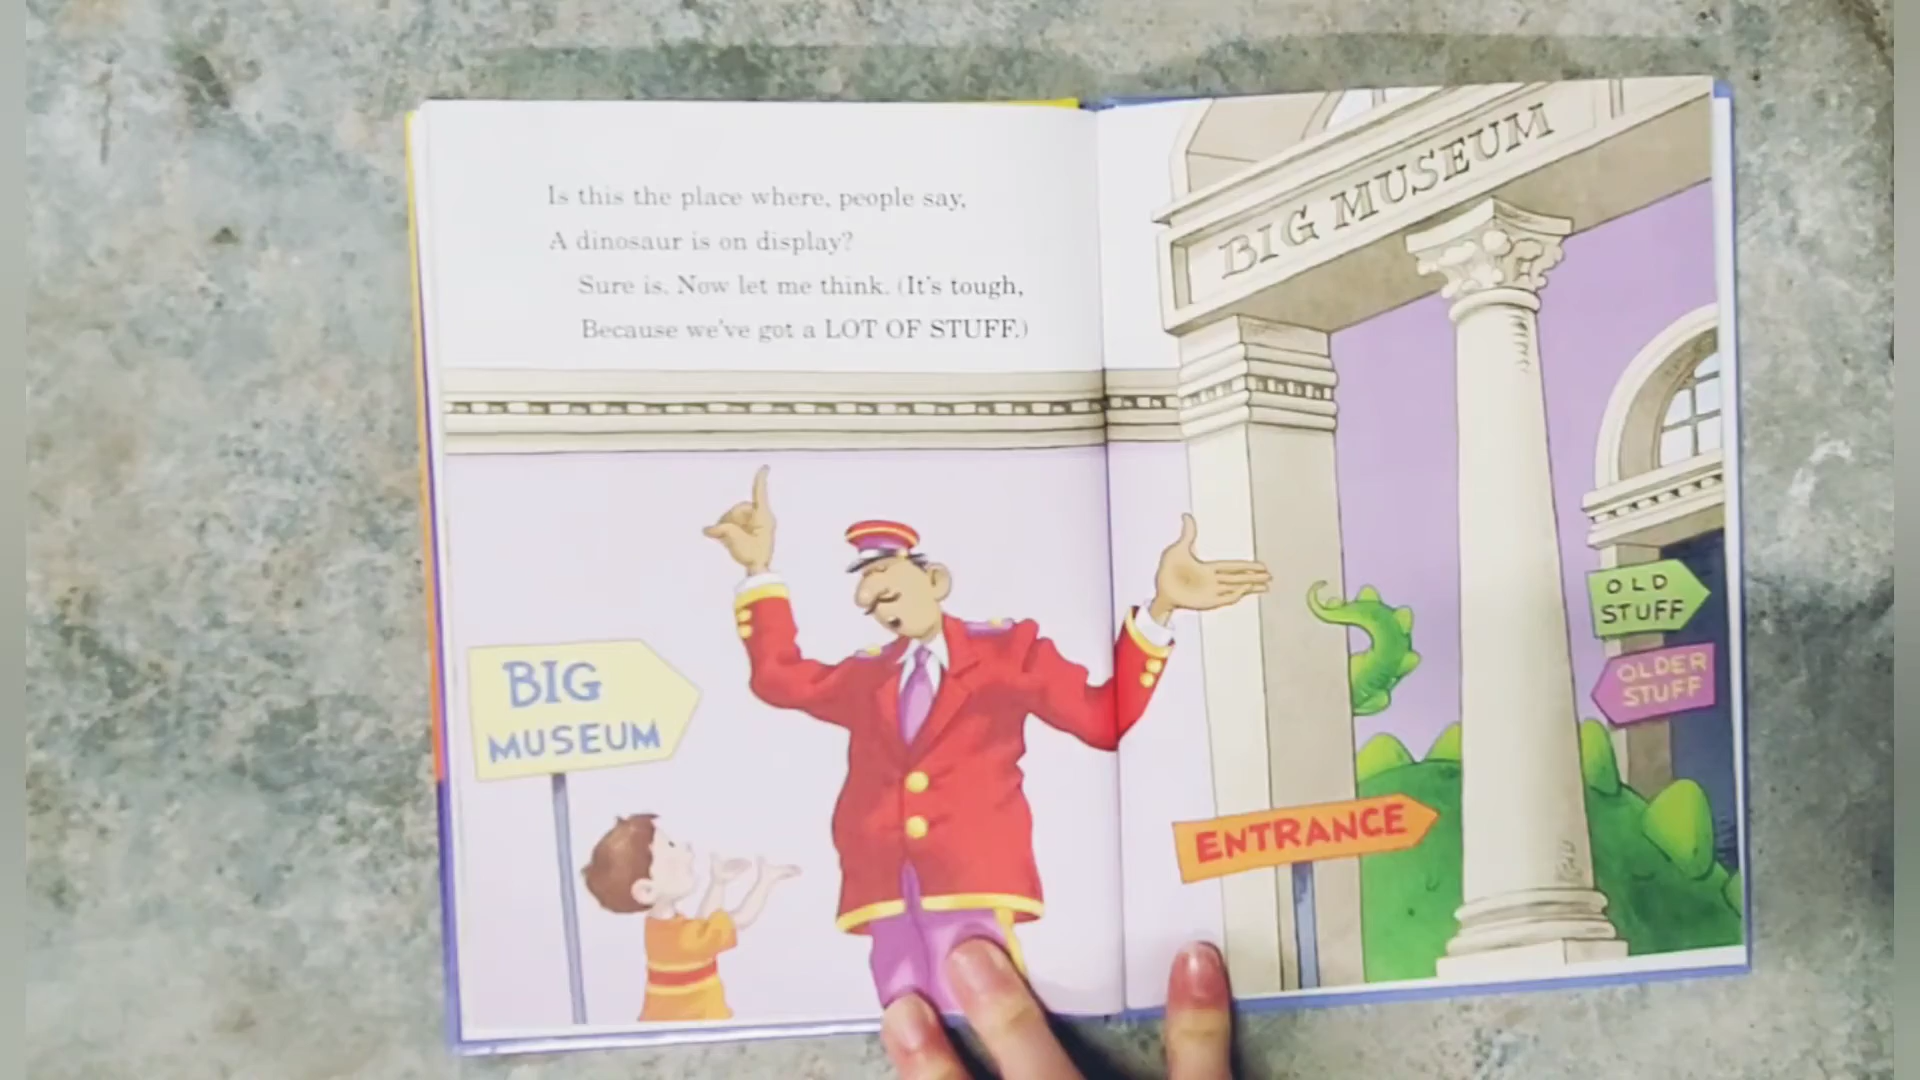 Is this the place where, people say,
A dinosaur is on display?
Sure is. Now let me think. (It's tough,
Because we've got a LOT OF STUFF.)
BIG
MUSEUM
BIG MUSEUM
OLD
STUFF
OLDER
STUFF
ENTRANCE